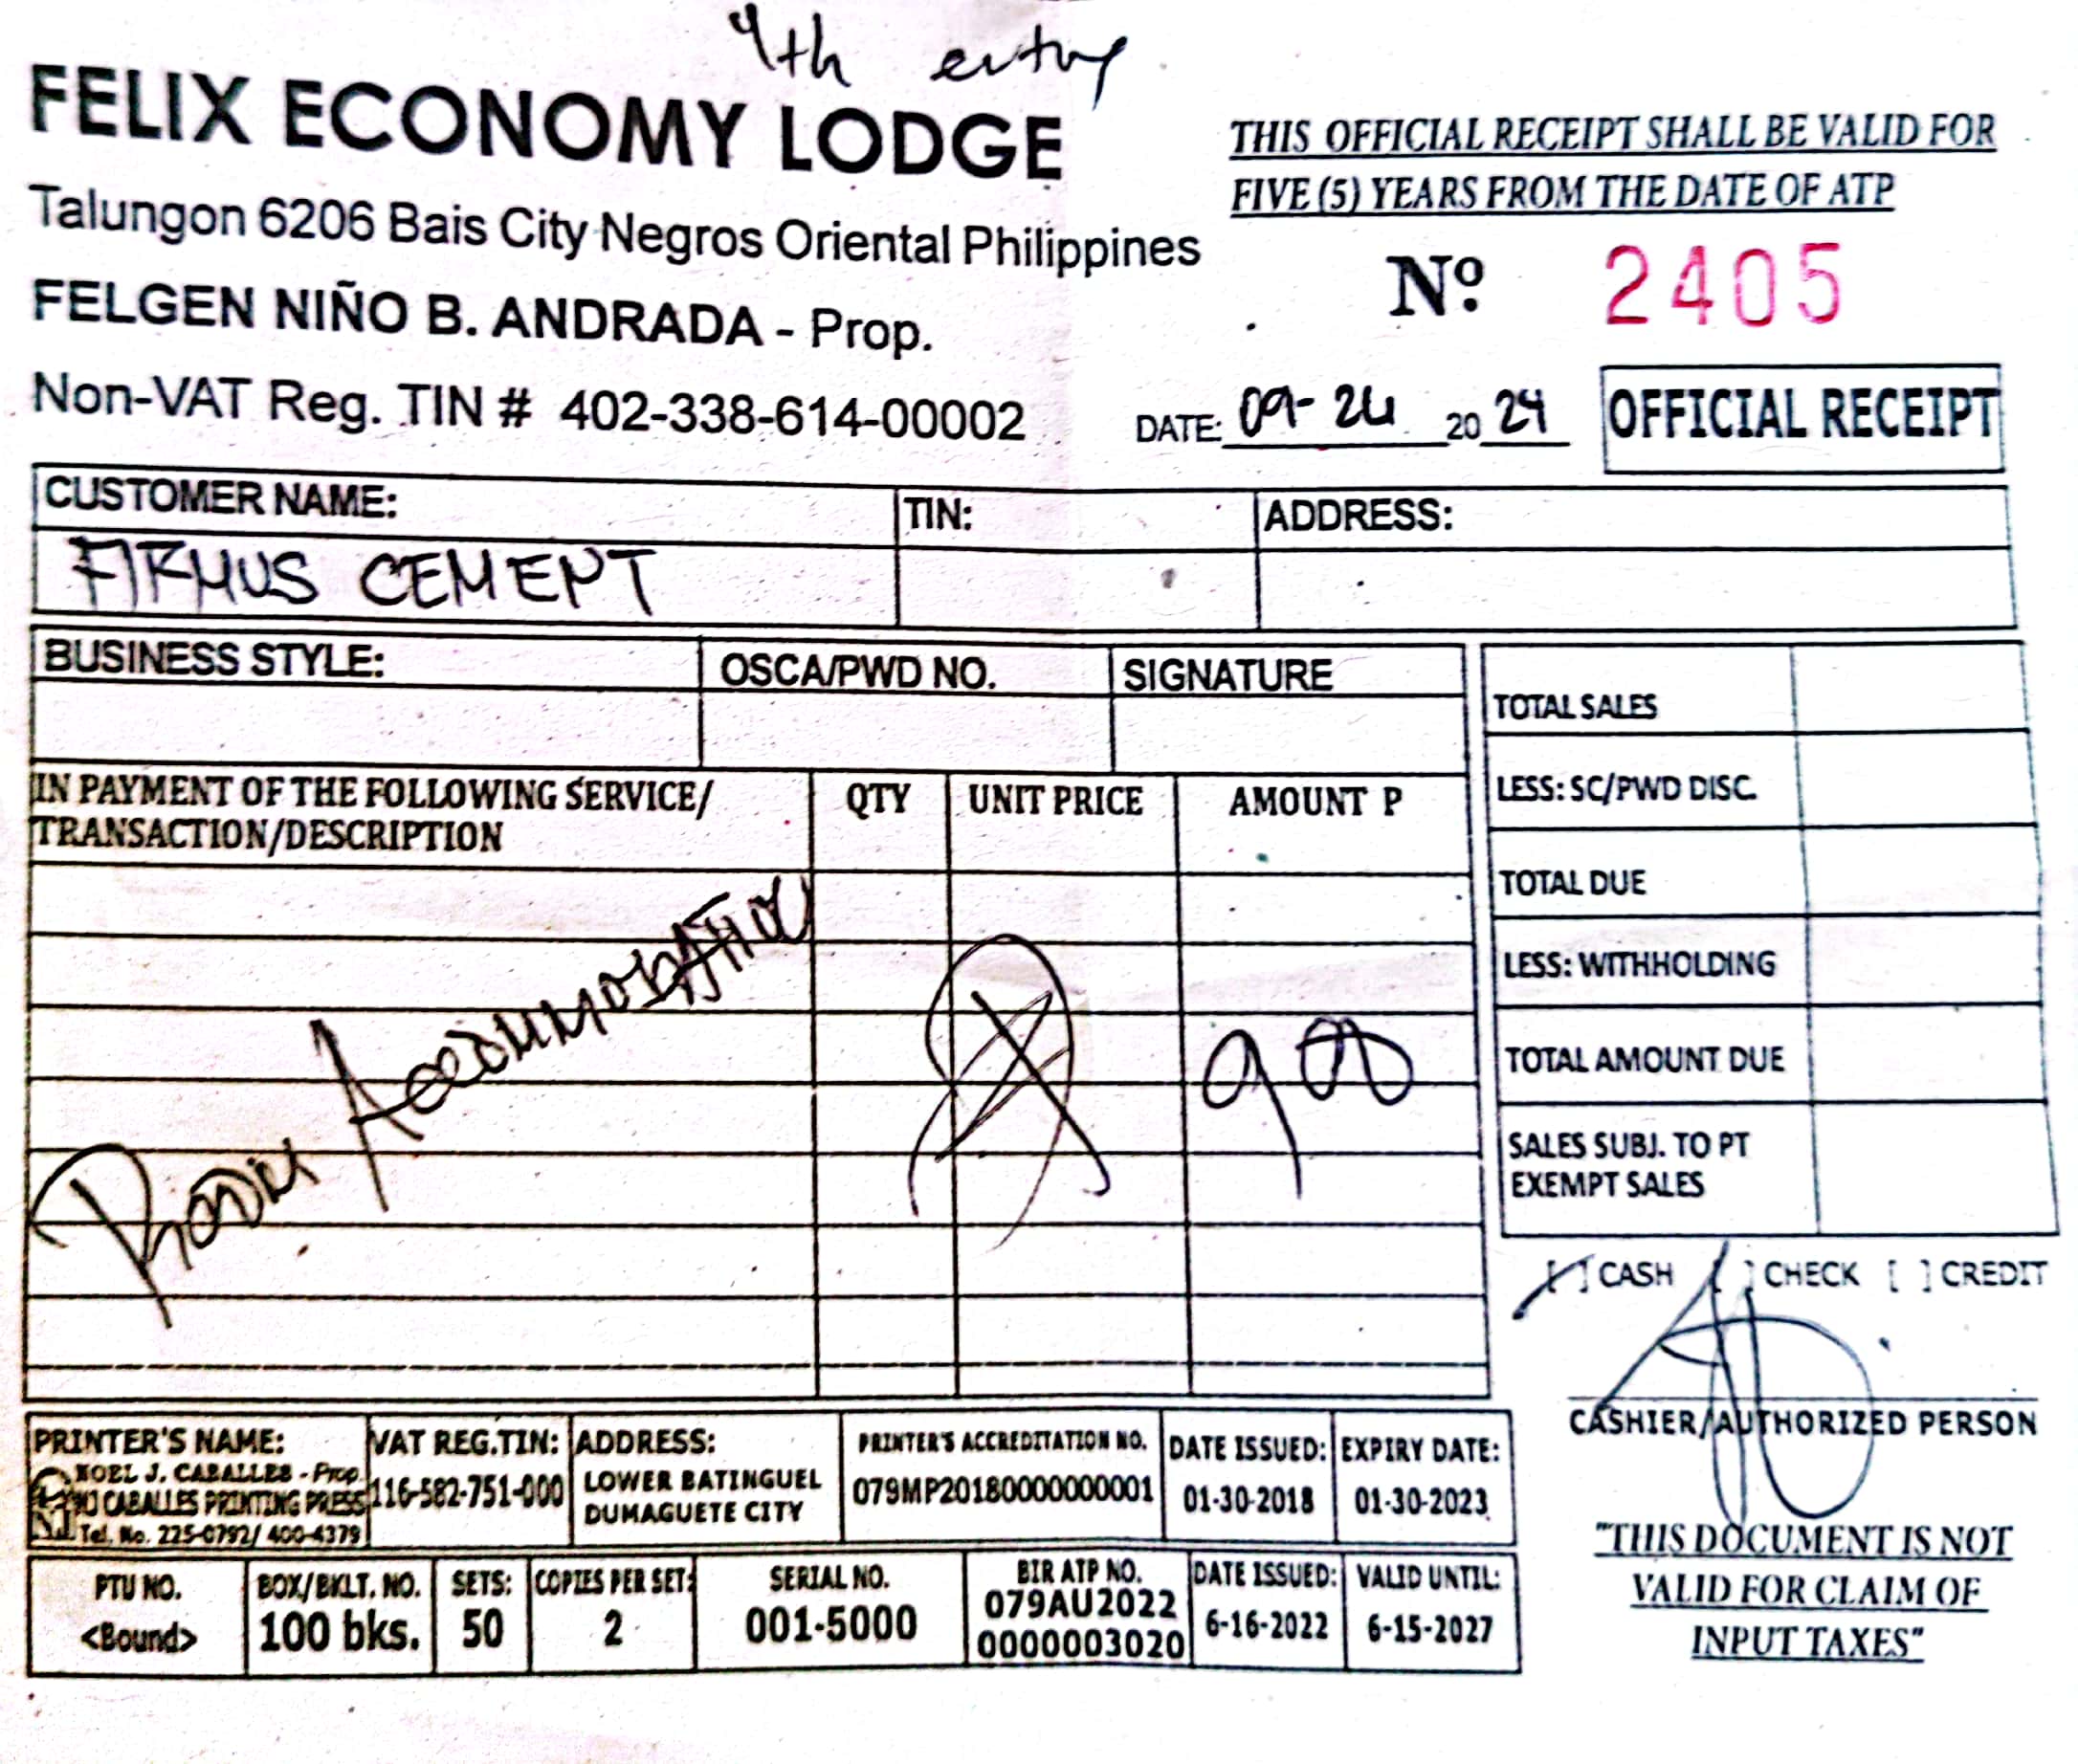 4th entry
FELIX ECONOMY LODGE
Talungon 6206 Bais City Negros Oriental Philippines
FELGEN NIÑO B. ANDRADA - Prop.
Non-VAT Reg. TIN # 402-338-614-00002
THIS OFFICIAL RECEIPT SHALL BE VALID FOR
FIVE (5) YEARS FROM THE DATE OF ATP
Nº 2405
DATE: 09-24 20 24
OFFICIAL RECEIPT
CUSTOMER NAME: TIN: ADDRESS:
FIRMUS CEMENT
BUSINESS STYLE: OSCA/PWD NO. SIGNATURE
IN PAYMENT OF THE FOLLOWING SERVICE/
TRANSACTION/DESCRIPTION
QTY UNIT PRICE AMOUNT P
Room Accommodation 900
TOTAL SALES
LESS: SC/PWD DISC.
TOTAL DUE
LESS: WITHHOLDING
TOTAL AMOUNT DUE
SALES SUBJ. TO PT
EXEMPT SALES
[ ] CASH [ ] CHECK [ ] CREDIT
CASHIER/AUTHORIZED PERSON
"THIS DOCUMENT IS NOT
VALID FOR CLAIM OF
INPUT TAXES"
PRINTER'S NAME:
NOEL J. CABALLES - Prop.
NJ CABALLES PRINTING PRESS
Tel. No. 225-0792/ 400-4379
VAT REG.TIN:
116-582-751-000
ADDRESS:
LOWER BATINGUEL
DUMAGUETE CITY
PRINTER'S ACCREDITATION NO.
079MP20180000000001
DATE ISSUED:
01-30-2018
EXPIRY DATE:
01-30-2023
PTU NO.
<Bound>
BOX/BKLT. NO.
100 bks.
SETS:
50
COPIES PER SET:
2
SERIAL NO.
001-5000
BIR ATP NO.
079AU2022
0000003020
DATE ISSUED:
6-16-2022
VALID UNTIL:
6-15-2027